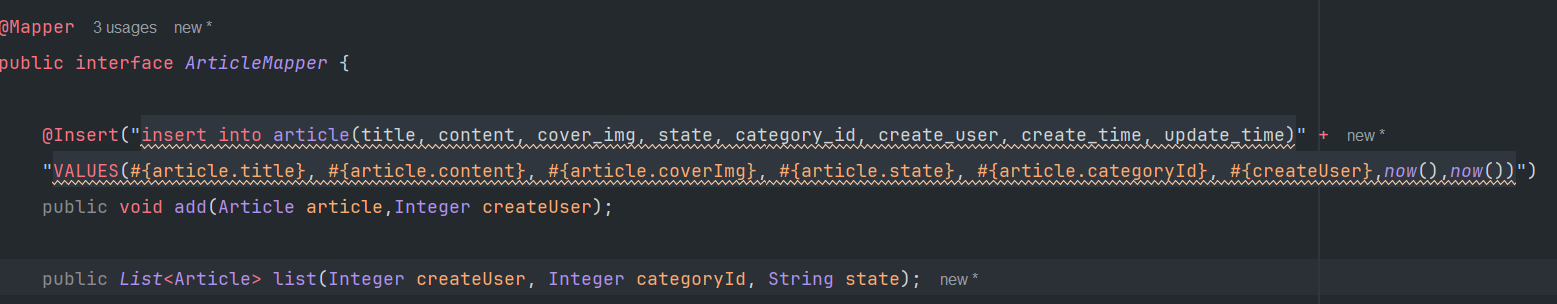 @Mapper 3 usages new *
public interface ArticleMapper {
@Insert("insert into article(title, content, cover_img, state, category_id, create_user, create_time, update_time)" + new *
"VALUES(#{article.title}, #{article.content}, #{article.coverImg}, #{article.state}, #{article.categoryId}, #{createUser},now(),now())")
public void add(Article article,Integer createUser);
public List<Article> list(Integer createUser, Integer categoryId, String state); new *